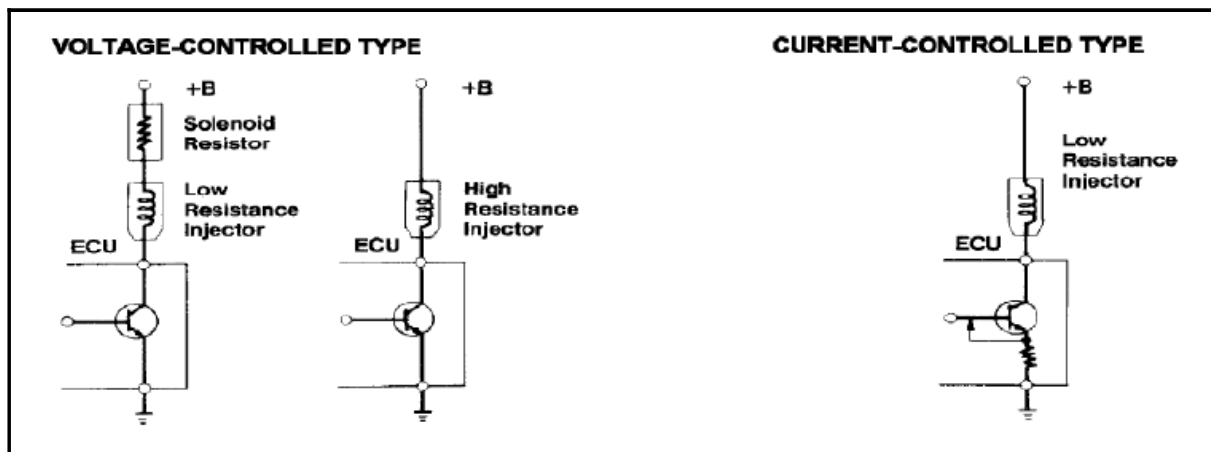 VOLTAGE-CONTROLLED TYPE
+B
Solenoid
Resistor
Low
Resistance
Injector
ECU
+B
High
Resistance
Injector
ECU
CURRENT-CONTROLLED TYPE
+B
Low
Resistance
Injector
ECU